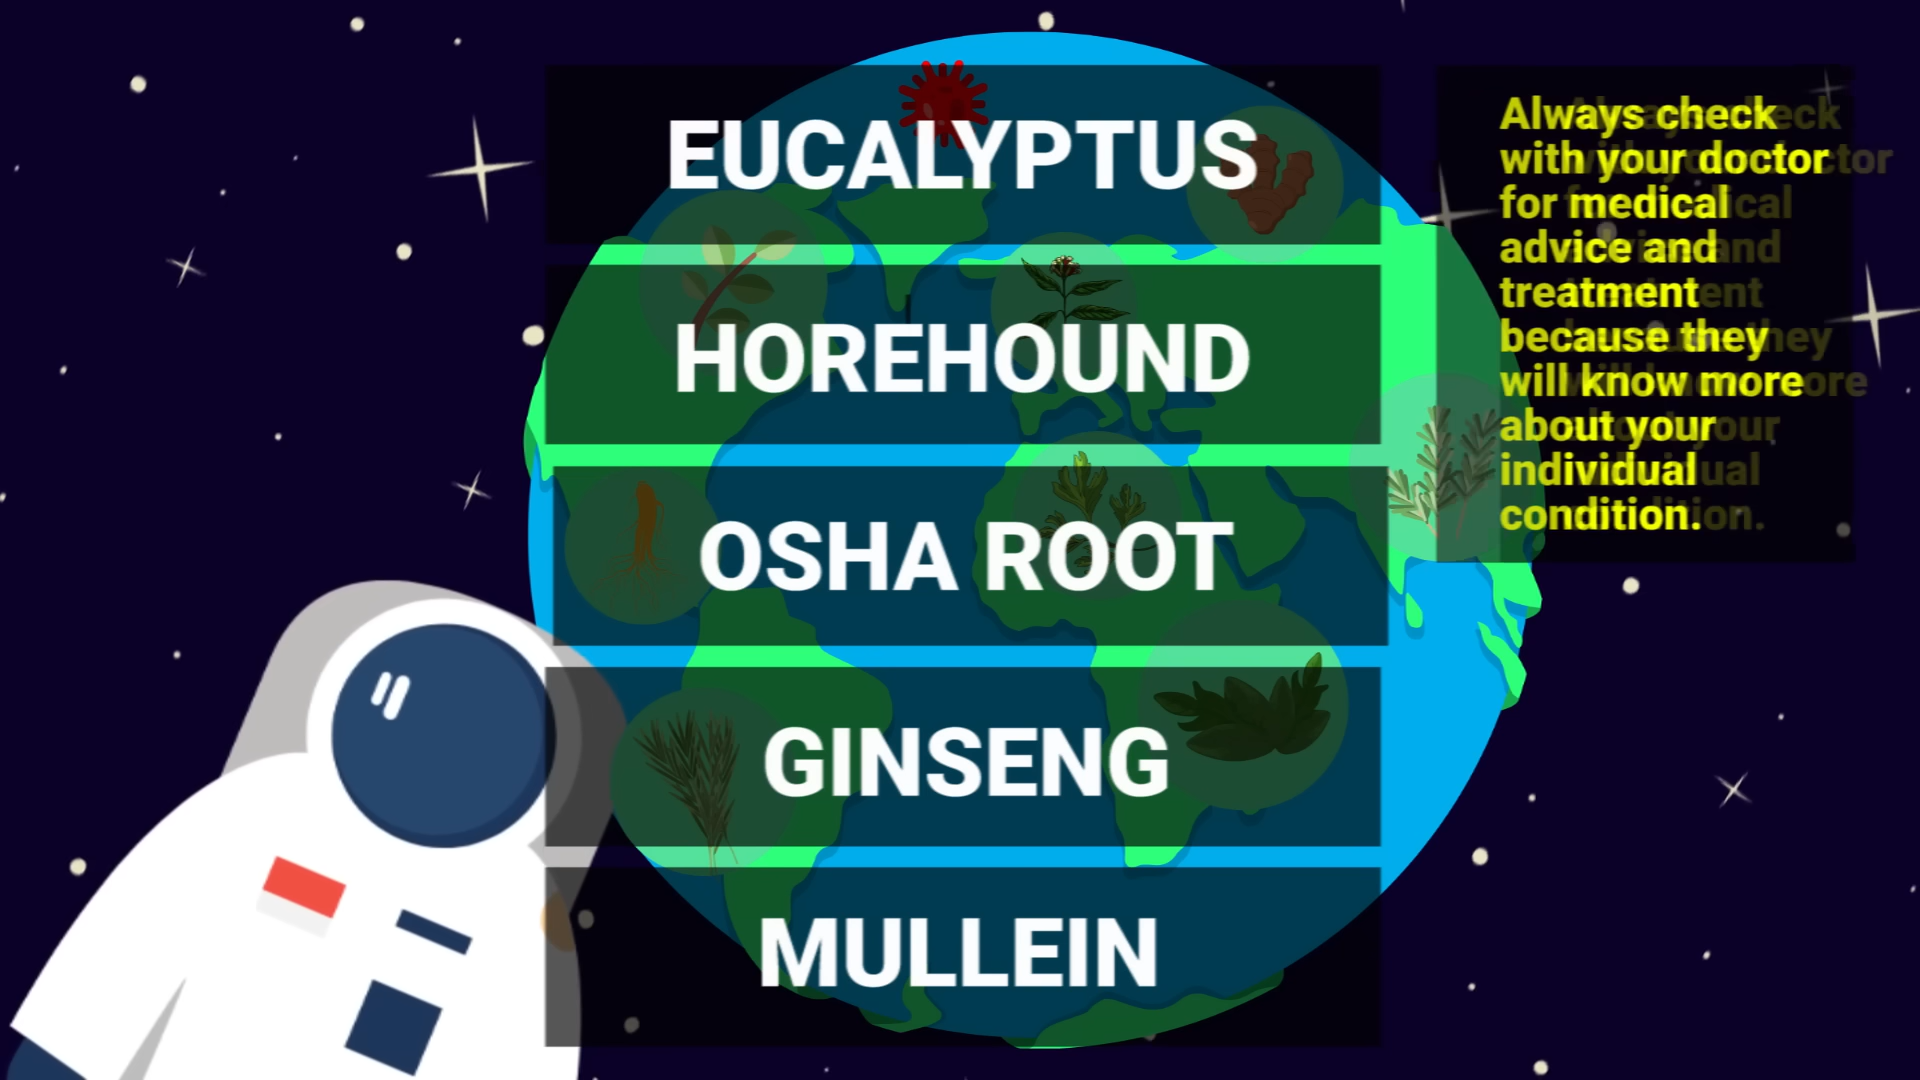 EUCALYPTUS
HOREHOUND
OSHA ROOT
GINSENG
MULLEIN
Always check
with your doctor
for medical
advice and
treatment
because they
will know more
about your
individual
condition.